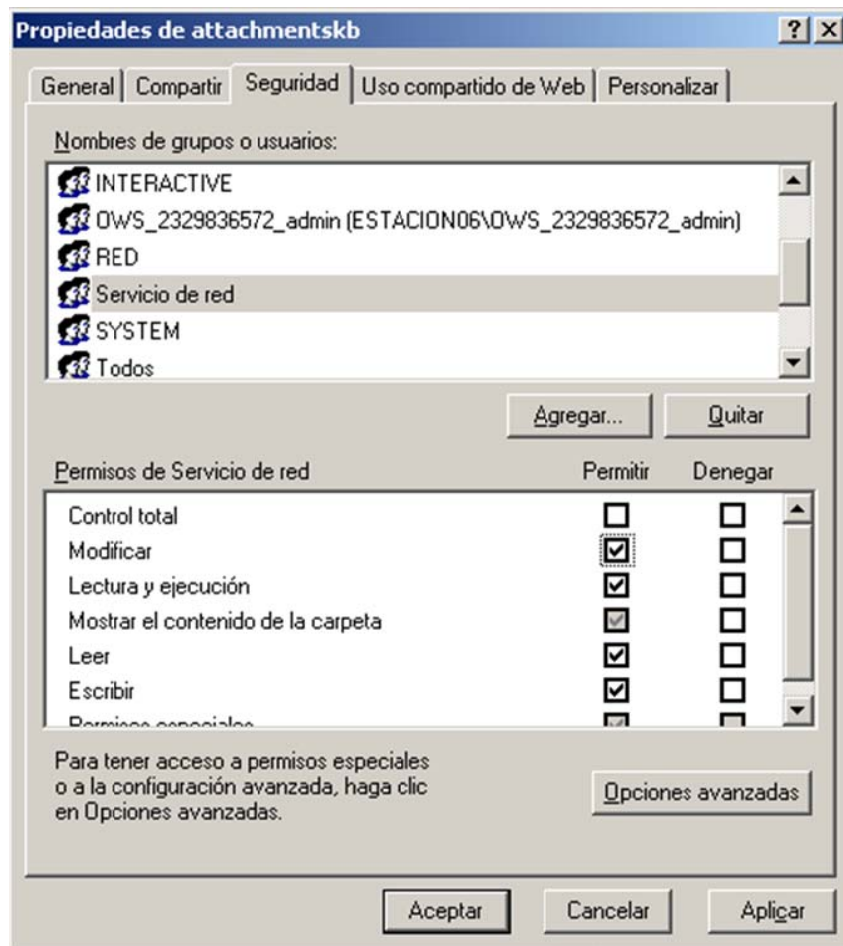 Propiedades de attachmentskb
General Compartir Seguridad Uso compartido de Web Personalizar
Nombres de grupos o usuarios:
INTERACTIVE
OWS_2329836572_admin (ESTACION06\OWS_2329836572_admin)
RED
Servicio de red
SYSTEM
Todos
Agregar... Quitar
Permisos de Servicio de red Permitir Denegar
Control total
Modificar
Lectura y ejecución
Mostrar el contenido de la carpeta
Leer
Escribir
Permisos especiales
Para tener acceso a permisos especiales
o a la configuración avanzada, haga clic
en Opciones avanzadas.
Opciones avanzadas
Aceptar Cancelar Aplicar